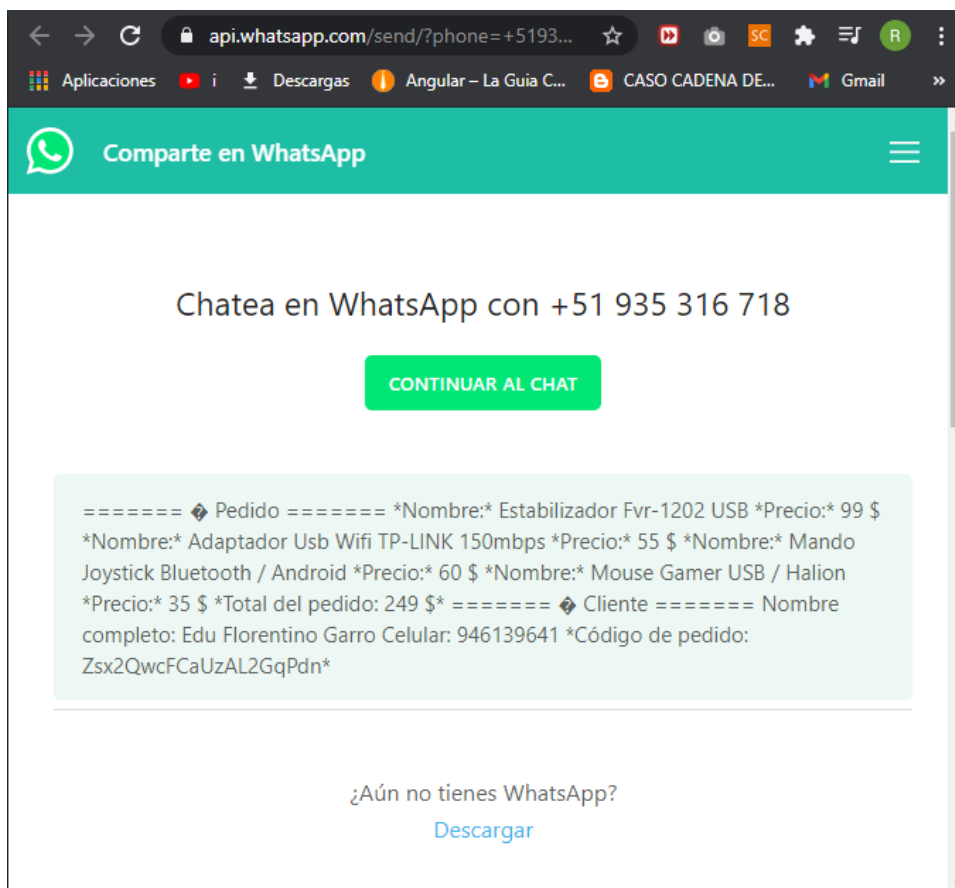 api.whatsapp.com/send/?phone=+5193...
SC
R
Aplicaciones i Descargas Angular – La Guia C... CASO CADENA DE... Gmail »
Comparte en WhatsApp
Chatea en WhatsApp con +51 935 316 718
CONTINUAR AL CHAT
======= � Pedido ======= *Nombre:* Estabilizador Fvr-1202 USB *Precio:* 99 $
*Nombre:* Adaptador Usb Wifi TP-LINK 150mbps *Precio:* 55 $ *Nombre:* Mando
Joystick Bluetooth / Android *Precio:* 60 $ *Nombre:* Mouse Gamer USB / Halion
*Precio:* 35 $ *Total del pedido: 249 $* ======= � Cliente ======= Nombre
completo: Edu Florentino Garro Celular: 946139641 *Código de pedido:
Zsx2QwcFCaUzAL2GqPdn*
¿Aún no tienes WhatsApp?
Descargar